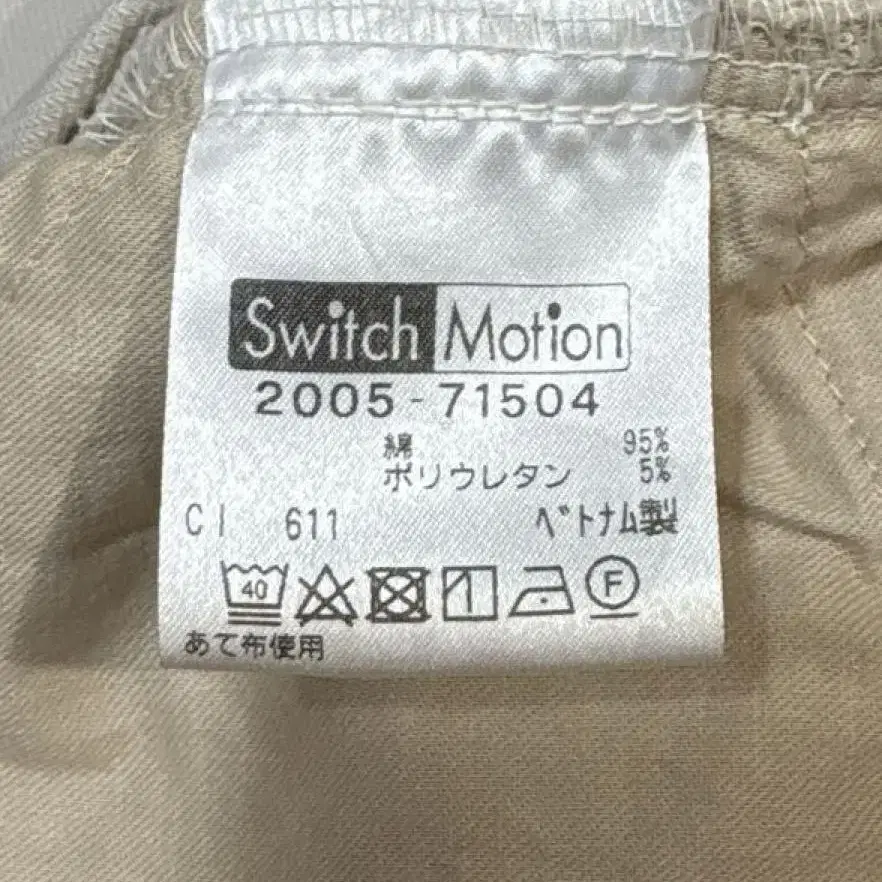 Switch Motion
2005-71504
綿 95%
ポリウレタン 5%
CI 611 ベトナム製
40 F
あて布使用